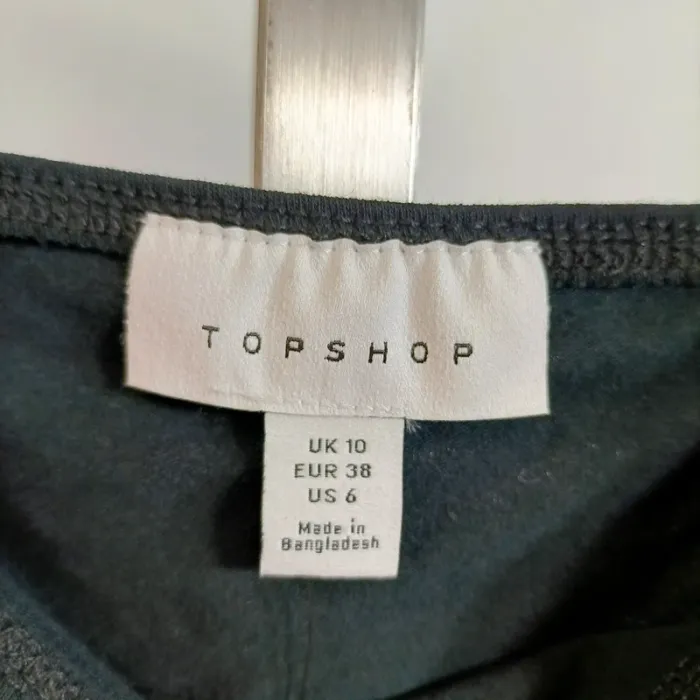 TOPSHOP
UK 10
EUR 38
US 6
Made in
Bangladesh